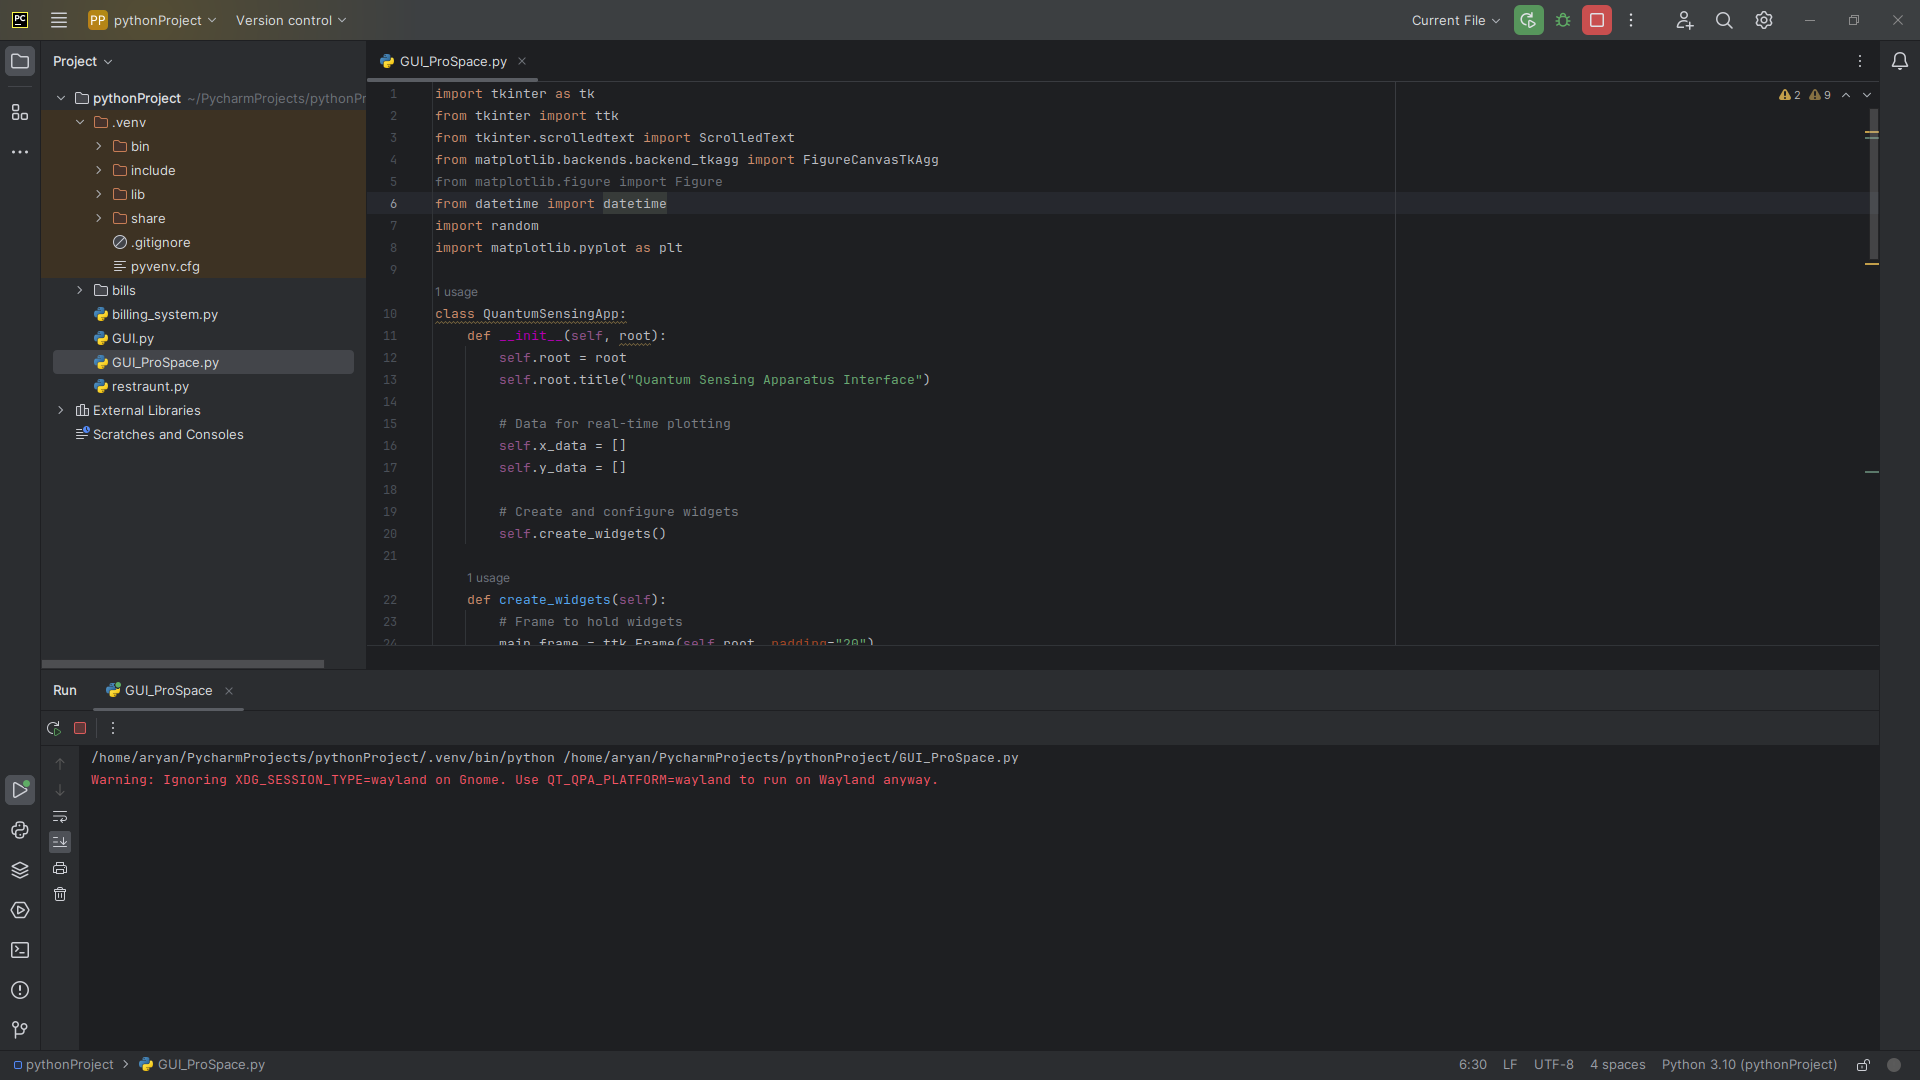 PC
PP pythonProject Version control
Current File
Project
pythonProject ~/PycharmProjects/pythonPr
.venv
bin
include
lib
share
.gitignore
pyvenv.cfg
bills
billing_system.py
GUI.py
GUI_ProSpace.py
restraunt.py
External Libraries
Scratches and Consoles
GUI_ProSpace.py
2 9
1 import tkinter as tk
2 from tkinter import ttk
3 from tkinter.scrolledtext import ScrolledText
4 from matplotlib.backends.backend_tkagg import FigureCanvasTkAgg
5 from matplotlib.figure import Figure
6 from datetime import datetime
7 import random
8 import matplotlib.pyplot as plt
9
1 usage
10 class QuantumSensingApp:
11 def __init__(self, root):
12 self.root = root
13 self.root.title("Quantum Sensing Apparatus Interface")
14
15 # Data for real-time plotting
16 self.x_data = []
17 self.y_data = []
18
19 # Create and configure widgets
20 self.create_widgets()
21
1 usage
22 def create_widgets(self):
23 # Frame to hold widgets
24 main_frame = ttk.Frame(self.root, padding="20")
Run GUI_ProSpace
/home/aryan/PycharmProjects/pythonProject/.venv/bin/python /home/aryan/PycharmProjects/pythonProject/GUI_ProSpace.py
Warning: Ignoring XDG_SESSION_TYPE=wayland on Gnome. Use QT_QPA_PLATFORM=wayland to run on Wayland anyway.
pythonProject GUI_ProSpace.py
6:30 LF UTF-8 4 spaces Python 3.10 (pythonProject)